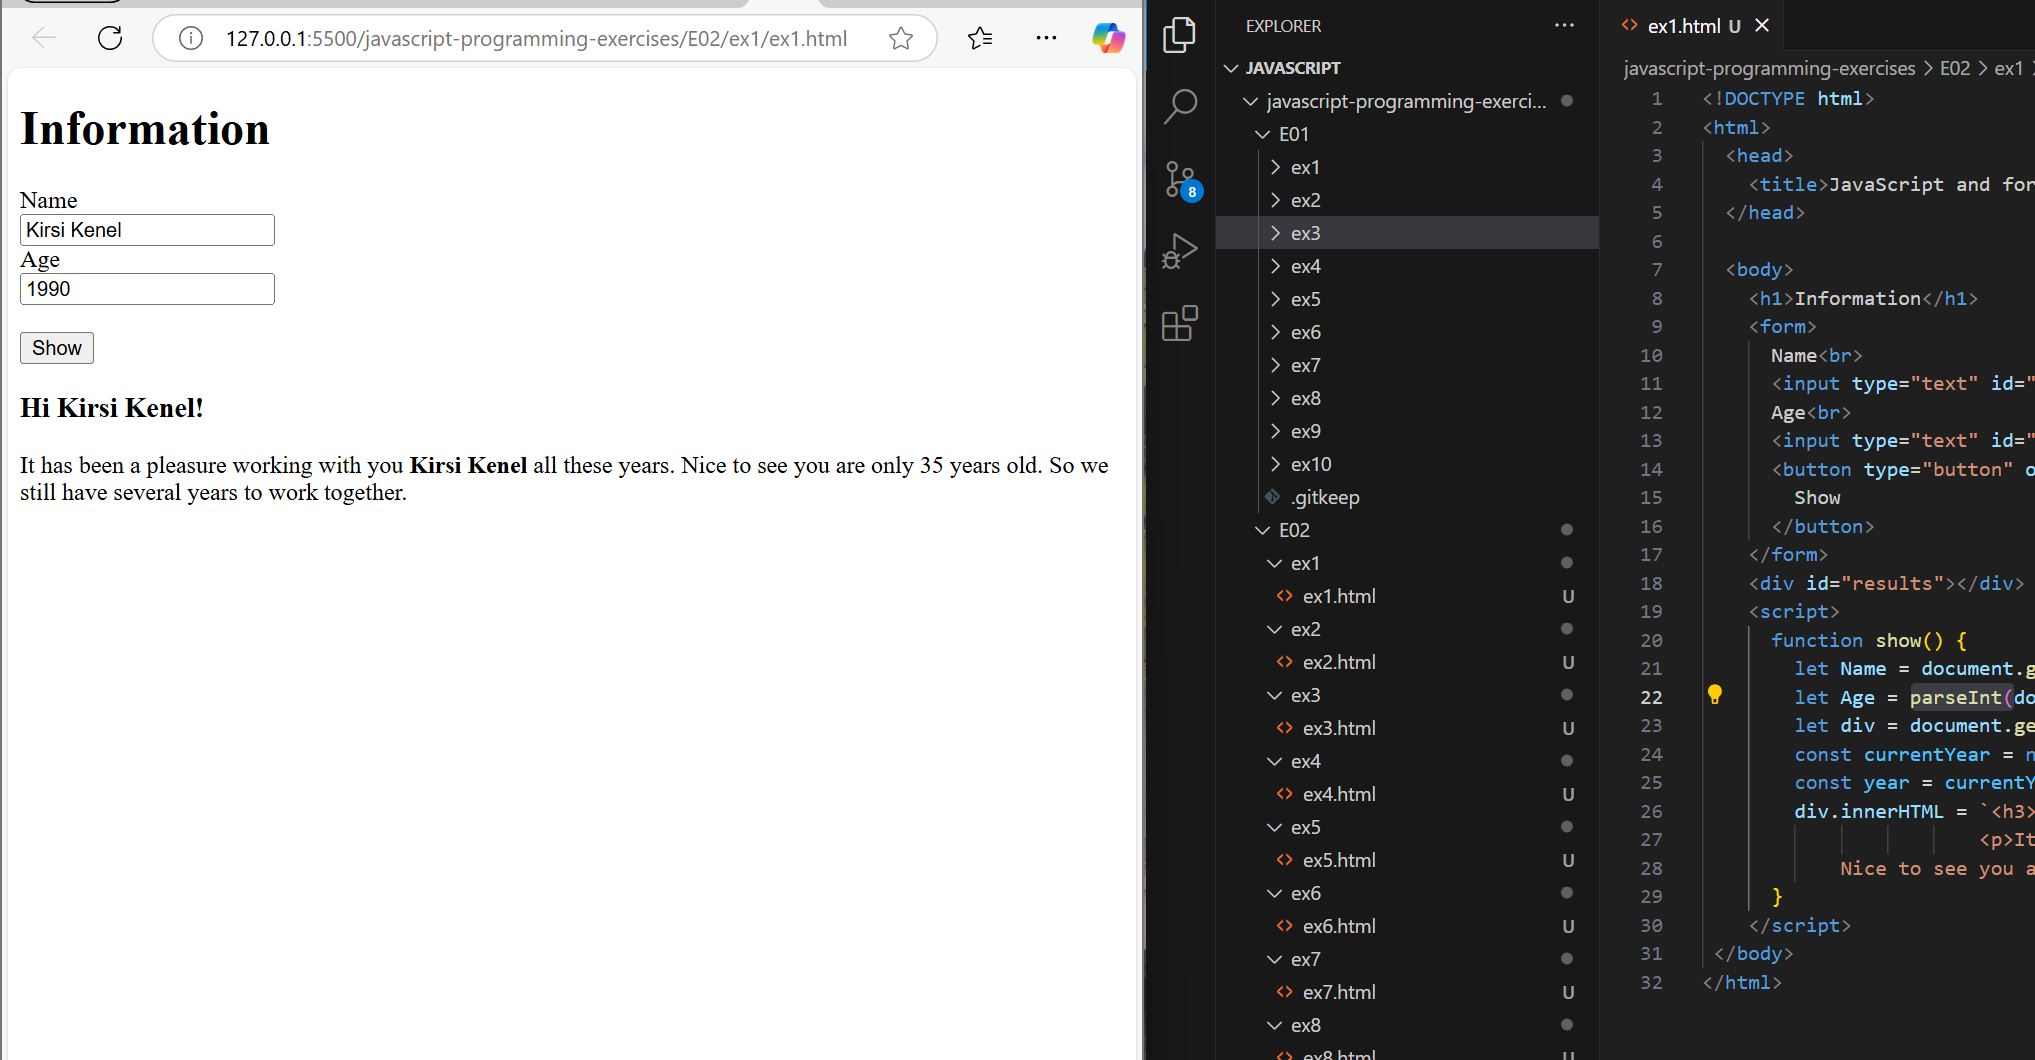 127.0.0.1:5500/javascript-programming-exercises/E02/ex1/ex1.html
Information
Name
Kirsi Kenel
Age
1990
Show
Hi Kirsi Kenel!
It has been a pleasure working with you Kirsi Kenel all these years. Nice to see you are only 35 years old. So we
still have several years to work together.
8
EXPLORER
JAVASCRIPT
javascript-programming-exerci...
E01
ex1
ex2
ex3
ex4
ex5
ex6
ex7
ex8
ex9
ex10
.gitkeep
E02
ex1
ex1.html U
ex2
ex2.html U
ex3
ex3.html U
ex4
ex4.html U
ex5
ex5.html U
ex6
ex6.html U
ex7
ex7.html U
ex8
ex8.html U
ex1.html U
javascript-programming-exercises > E02 > ex1 >
1 <!DOCTYPE html>
2 <html>
3 <head>
4 <title>JavaScript and for
5 </head>
6
7 <body>
8 <h1>Information</h1>
9 <form>
10 Name<br>
11 <input type="text" id="
12 Age<br>
13 <input type="text" id="
14 <button type="button" o
15 Show
16 </button>
17 </form>
18 <div id="results"></div>
19 <script>
20 function show() {
21 let Name = document.g
22 let Age = parseInt(do
23 let div = document.ge
24 const currentYear = n
25 const year = currentY
26 div.innerHTML = `<h3>
27 <p>It
28 Nice to see you a
29 }
30 </script>
31 </body>
32 </html>